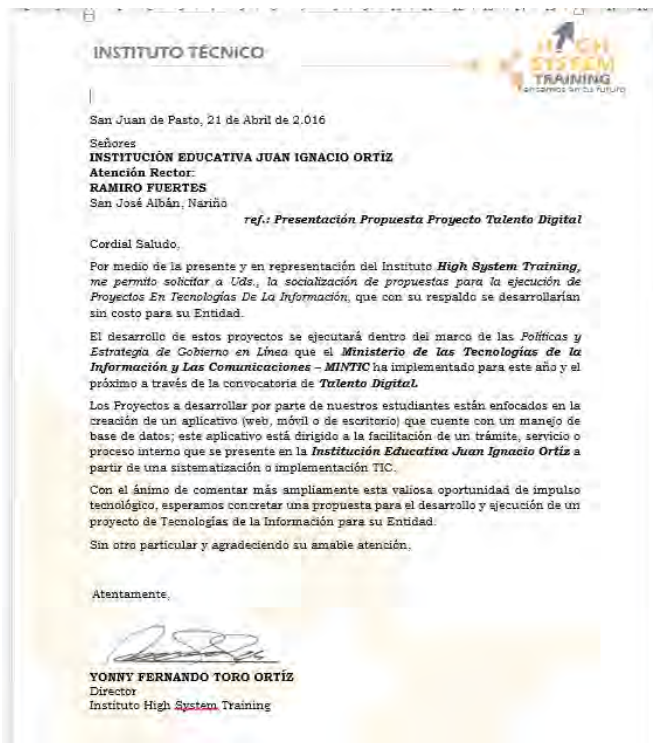 INSTITUTO TÉCNICO
HIGH
SYSTEM
TRAINING
Pensamos en tu futuro
San Juan de Pasto, 21 de Abril de 2.016
Señores
INSTITUCIÓN EDUCATIVA JUAN IGNACIO ORTÍZ
Atención Rector:
RAMIRO FUERTES
San José Albán, Nariño
ref.: Presentación Propuesta Proyecto Talento Digital
Cordial Saludo,
Por medio de la presente y en representación del Instituto High System Training,
me permito solicitar a Uds., la socialización de propuestas para la ejecución de
Proyectos En Tecnologías De La Información, que con su respaldo se desarrollarían
sin costo para su Entidad.
El desarrollo de estos proyectos se ejecutará dentro del marco de las Políticas y
Estrategia de Gobierno en Línea que el Ministerio de las Tecnologías de la
Información y Las Comunicaciones – MINTIC ha implementado para este año y el
próximo a través de la convocatoria de Talento Digital.
Los Proyectos a desarrollar por parte de nuestros estudiantes están enfocados en la
creación de un aplicativo (web, móvil o de escritorio) que cuente con un manejo de
base de datos; este aplicativo está dirigido a la facilitación de un trámite, servicio o
proceso interno que se presente en la Institución Educativa Juan Ignacio Ortíz a
partir de una sistematización o implementación TIC.
Con el ánimo de comentar más ampliamente esta valiosa oportunidad de impulso
tecnológico, esperamos concretar una propuesta para el desarrollo y ejecución de un
proyecto de Tecnologías de la Información para su Entidad.
Sin otro particular y agradeciendo su amable atención,
Atentamente,
YONNY FERNANDO TORO ORTÍZ
Director
Instituto High System Training